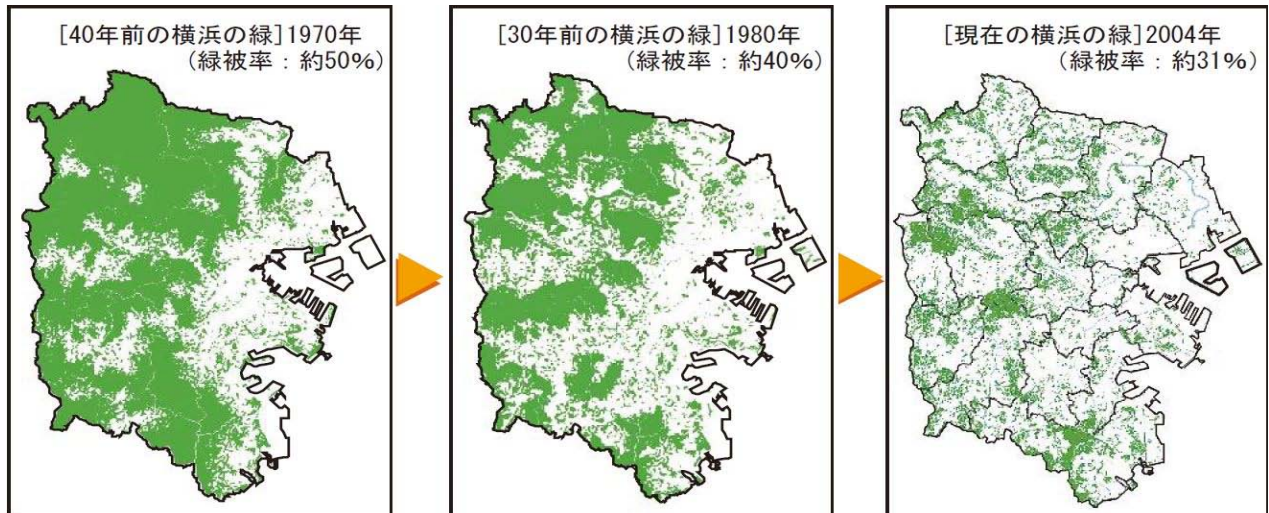 [40年前の横浜の緑]1970年
(緑被率：約50%)
[30年前の横浜の緑]1980年
(緑被率：約40%)
[現在の横浜の緑]2004年
(緑被率：約31%)